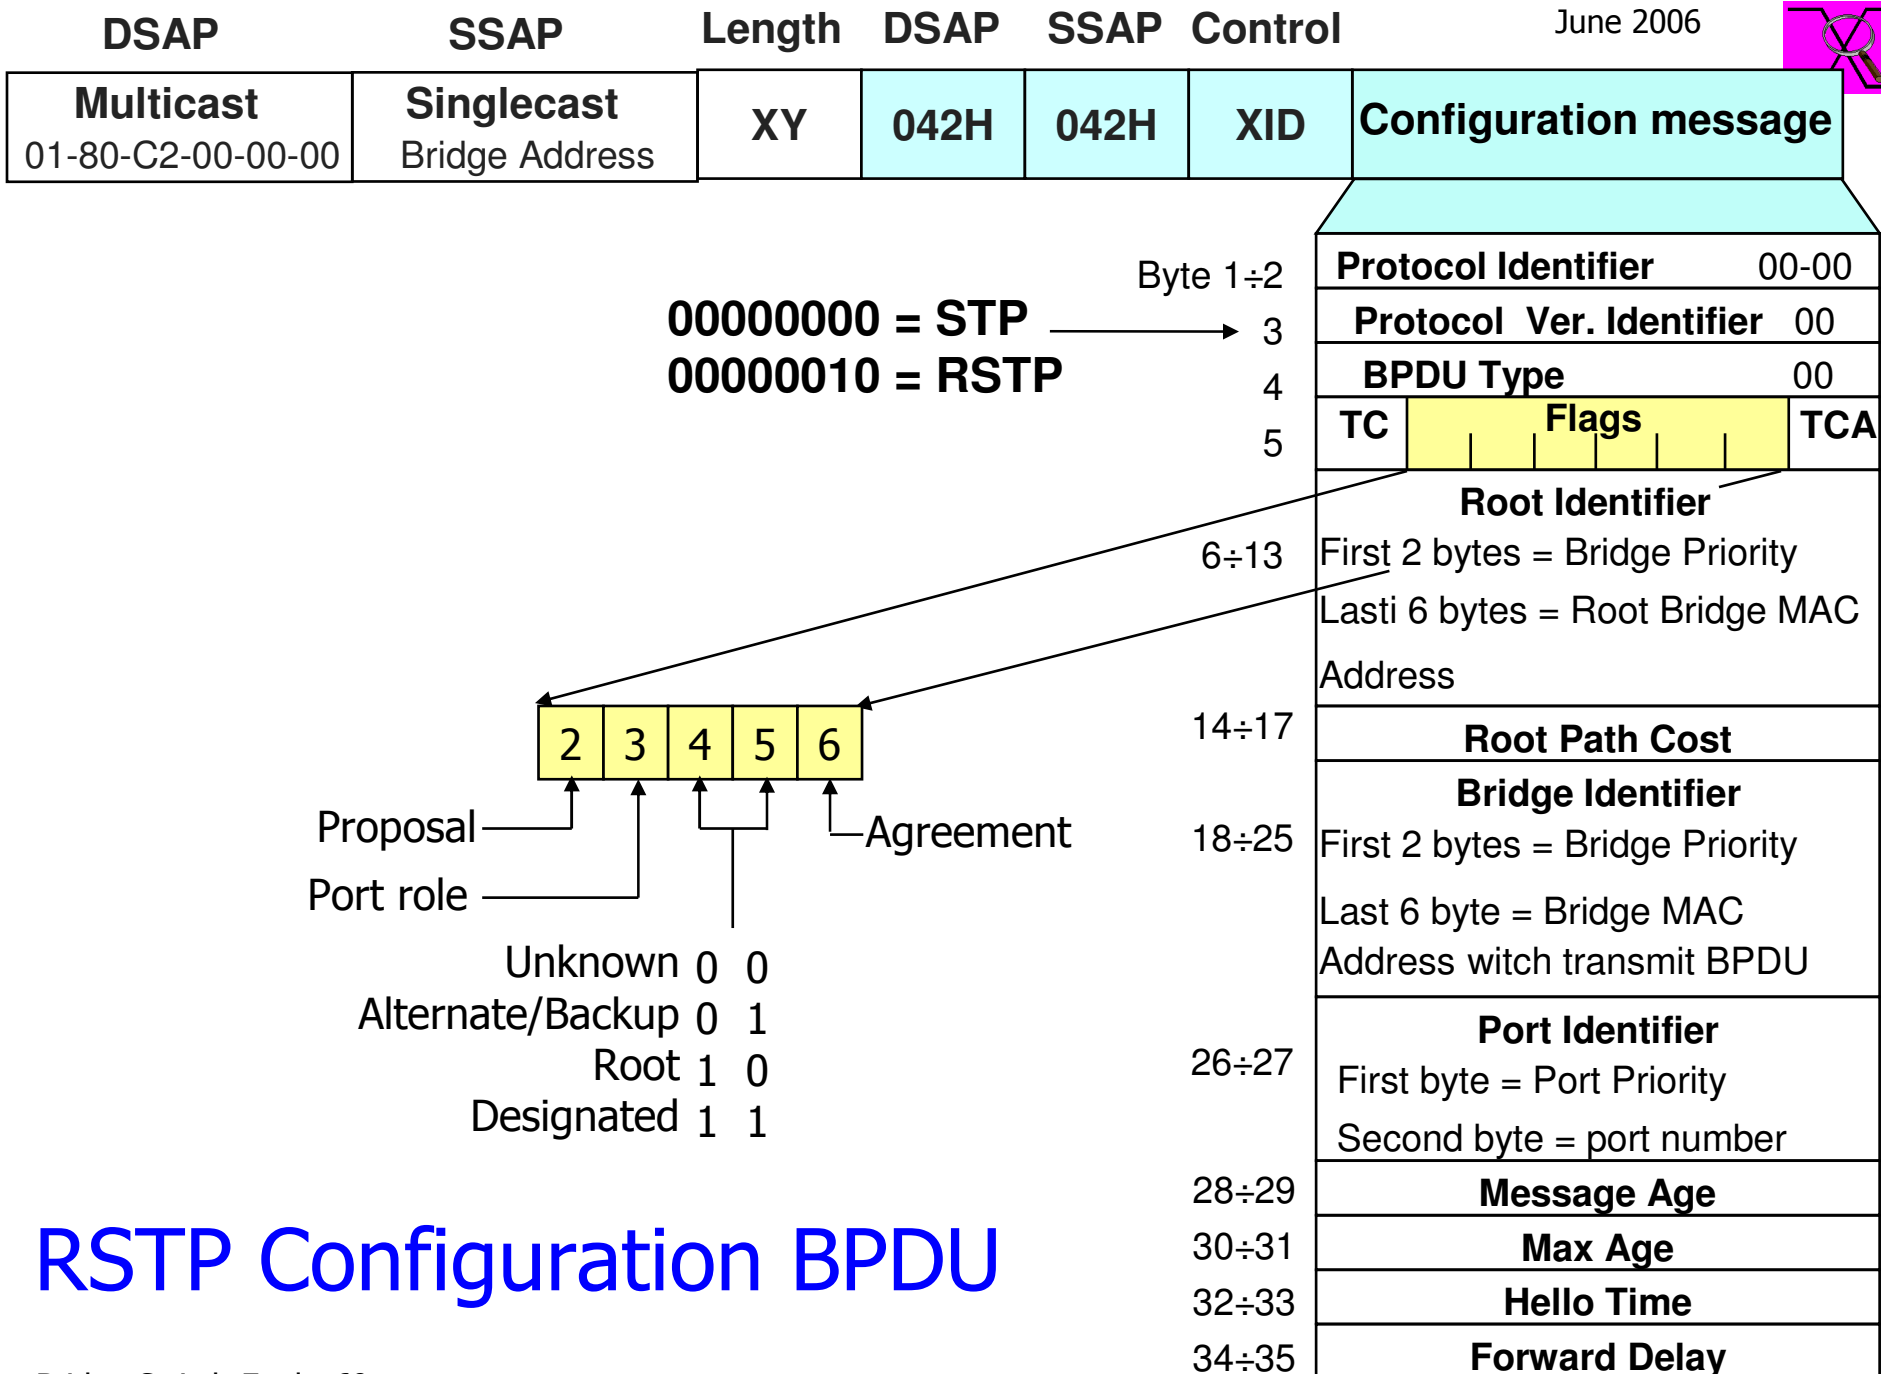 DSAP SSAP Length DSAP SSAP Control June 2006
Multicast
01-80-C2-00-00-00
Singlecast
Bridge Address
XY 042H 042H XID Configuration message
Byte 1÷2 Protocol Identifier 00-00
00000000 = STP 3 Protocol Ver. Identifier 00
00000010 = RSTP 4 BPDU Type 00
5 TC Flags TCA
Root Identifier
6÷13 First 2 bytes = Bridge Priority
Lasti 6 bytes = Root Bridge MAC
Address
14÷17 Root Path Cost
2 3 4 5 6
Proposal
Agreement
Port role
Bridge Identifier
18÷25 First 2 bytes = Bridge Priority
Last 6 byte = Bridge MAC
Address witch transmit BPDU
Unknown 0 0
Alternate/Backup 0 1
Root 1 0
Designated 1 1
Port Identifier
26÷27 First byte = Port Priority
Second byte = port number
28÷29 Message Age
30÷31 Max Age
32÷33 Hello Time
34÷35 Forward Delay
RSTP Configuration BPDU